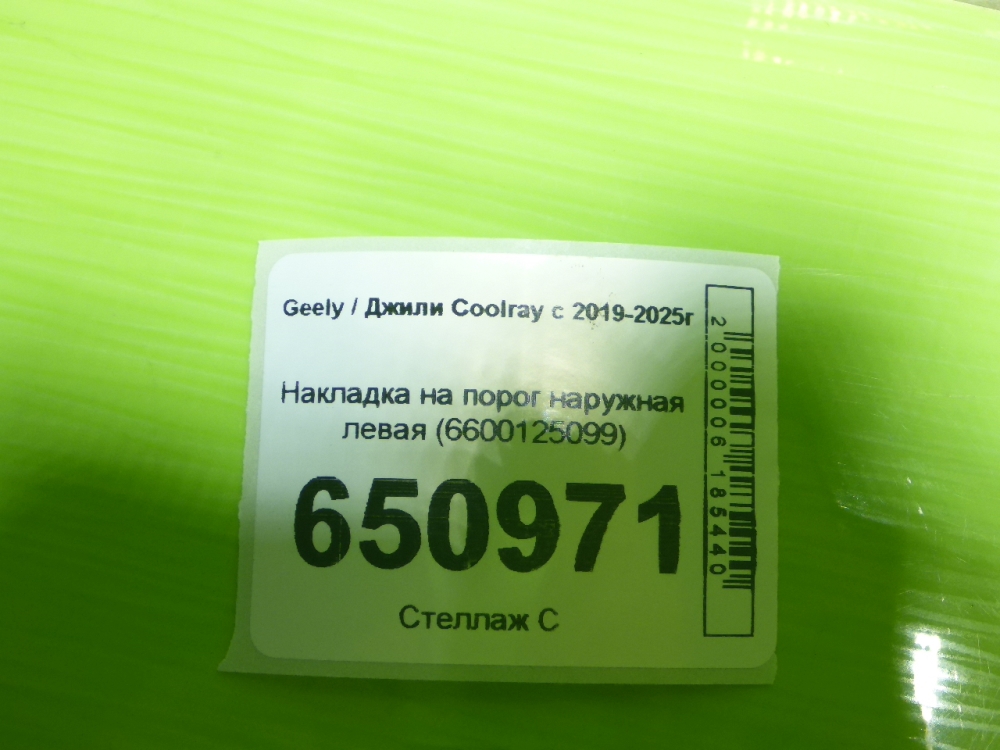 Geely / Джили Coolray с 2019-2025г
Накладка на порог наружная
левая (6600125099)
650971
Стеллаж С
2000006185440